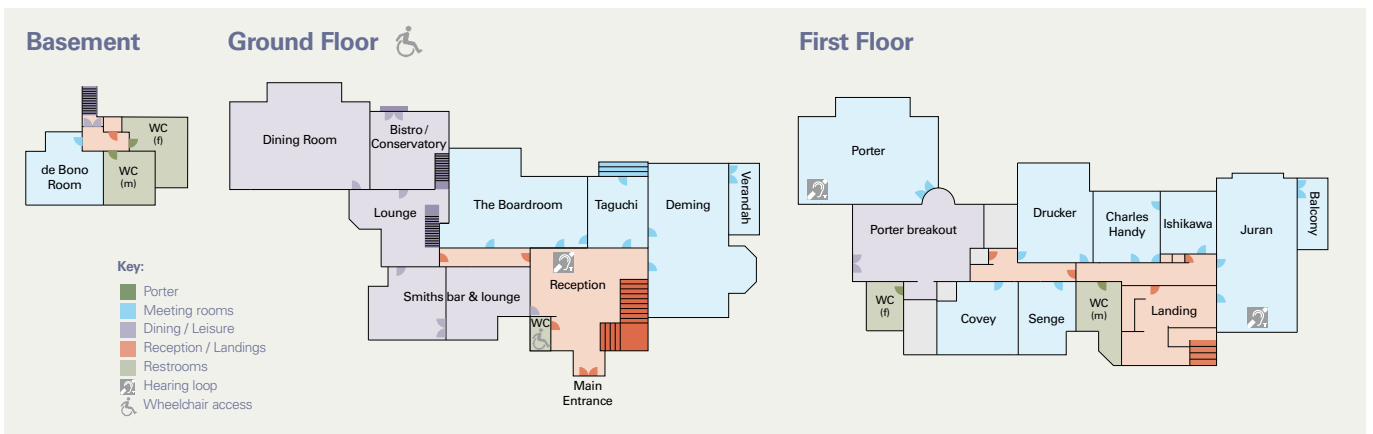 Basement
Ground Floor
First Floor
WC
(f)
de Bono
Room
WC
(m)
Dining Room
Bistro /
Conservatory
Lounge
The Boardroom
Taguchi
Deming
Verandah
Reception
Smiths bar & lounge
WC
Main
Entrance
Porter
Porter breakout
Drucker
Charles
Handy
Ishikawa
Juran
Balcony
WC
(f)
Covey
Senge
WC
(m)
Landing
Key:
Porter
Meeting rooms
Dining / Leisure
Reception / Landings
Restrooms
Hearing loop
Wheelchair access